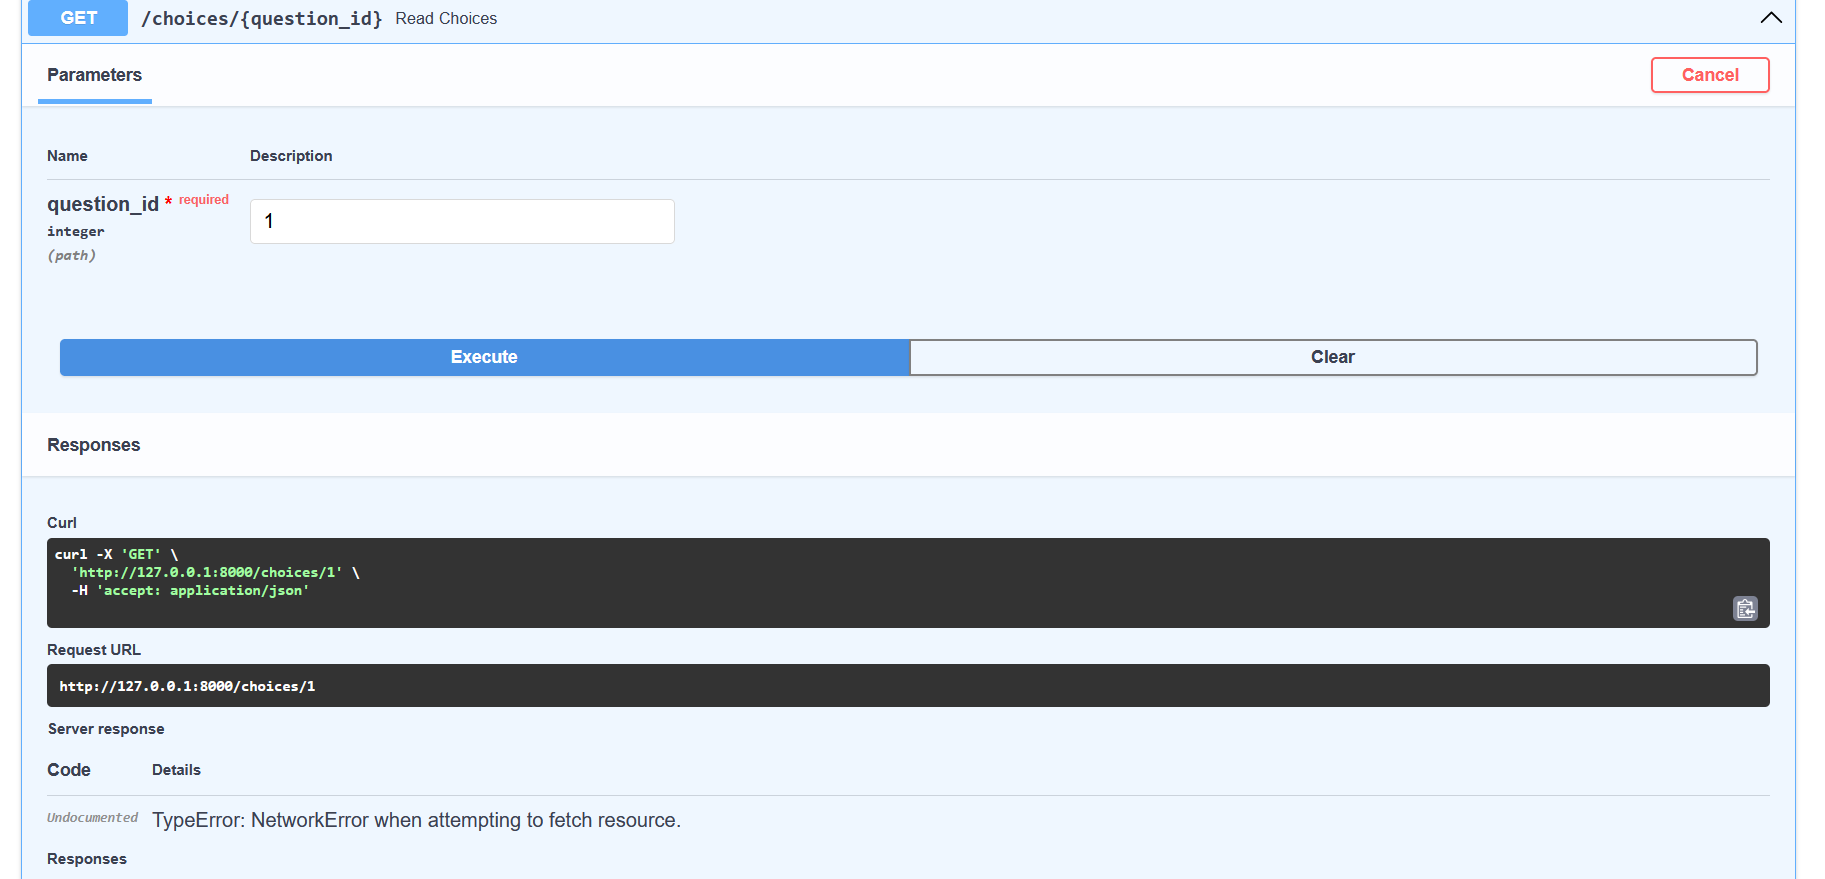 GET /choices/{question_id} Read Choices
Parameters
Cancel
Name Description
question_id * required
1
integer
(path)
Execute Clear
Responses
Curl
curl -X 'GET' \
'http://127.0.0.1:8000/choices/1' \
-H 'accept: application/json'
Request URL
http://127.0.0.1:8000/choices/1
Server response
Code Details
Undocumented TypeError: NetworkError when attempting to fetch resource.
Responses